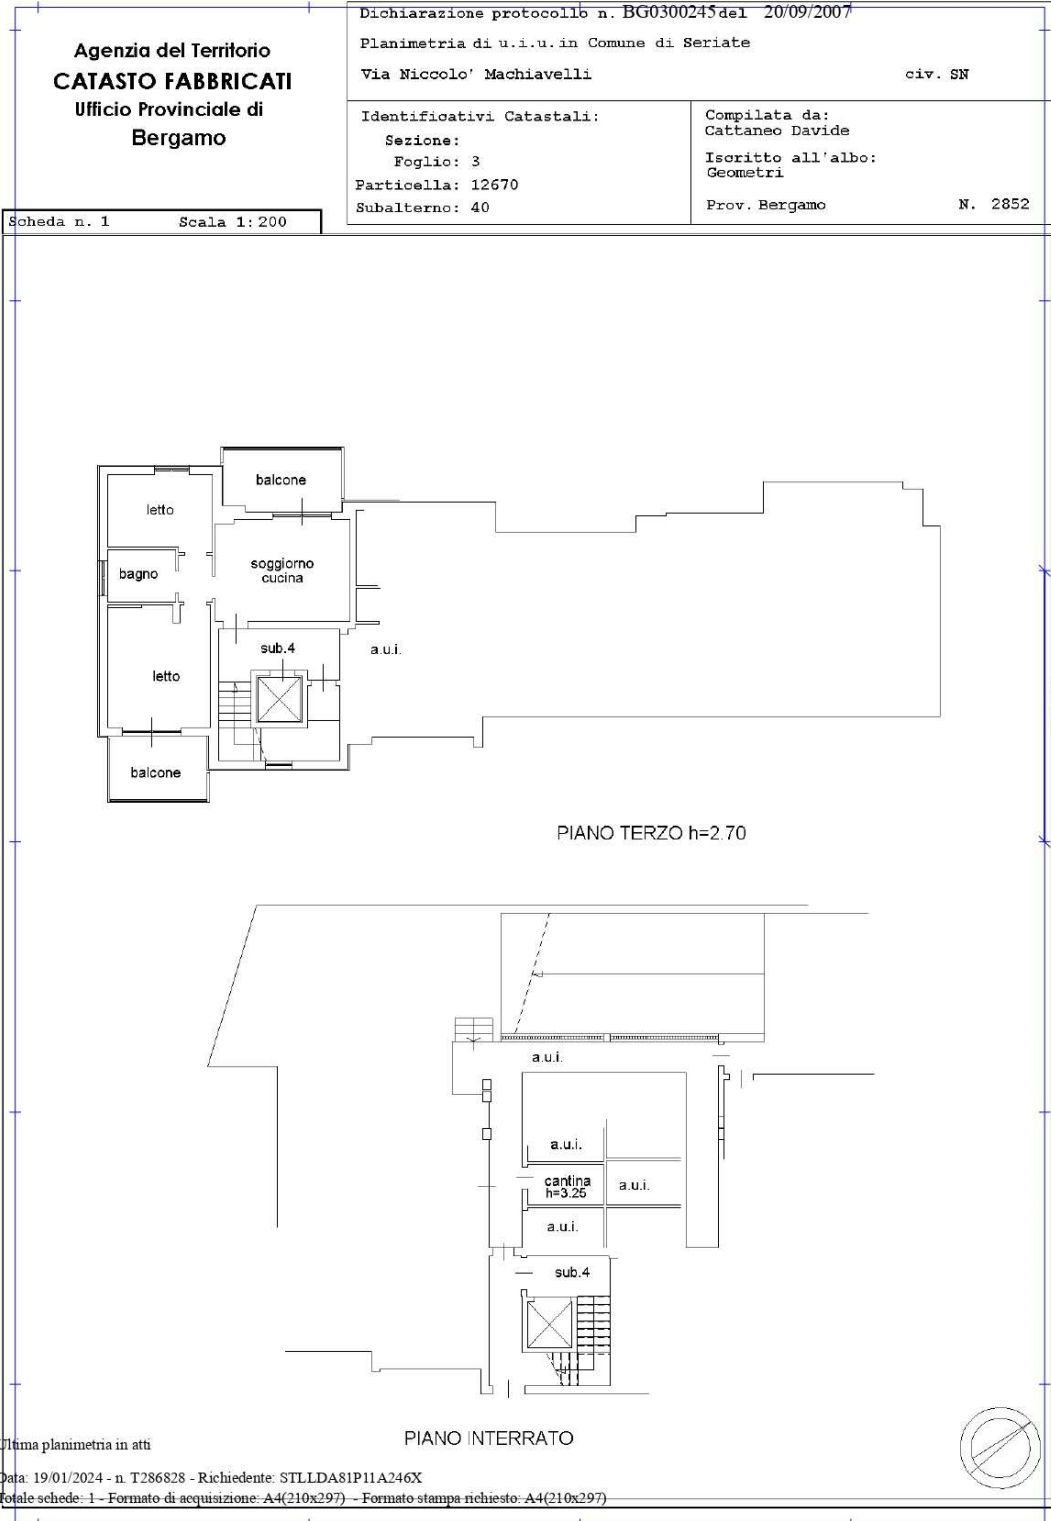 Agenzia del Territorio
CATASTO FABBRICATI
Ufficio Provinciale di
Bergamo
Scheda n. 1 Scala 1:200
Dichiarazione protocollo n. BG0300245 del 20/09/2007
Planimetria di u.i.u. in Comune di Seriate
Via Niccolo' Machiavelli civ. SN
Identificativi Catastali:
Sezione:
Foglio: 3
Particella: 12670
Subalterno: 40
Compilata da:
Cattaneo Davide
Iscritto all'albo:
Geometri
Prov. Bergamo N. 2852
balcone
letto
soggiorno
cucina
bagno
sub.4
a.u.i.
letto
balcone
PIANO TERZO h=2.70
a.u.i.
a.u.i.
cantina
h=3.25
a.u.i.
a.u.i.
sub.4
PIANO INTERRATO
Ultima planimetria in atti
Data: 19/01/2024 - n. T286828 - Richiedente: STLLDA81P11A246X
Totale schede: 1 - Formato di acquisizione: A4(210x297) - Formato stampa richiesto: A4(210x297)